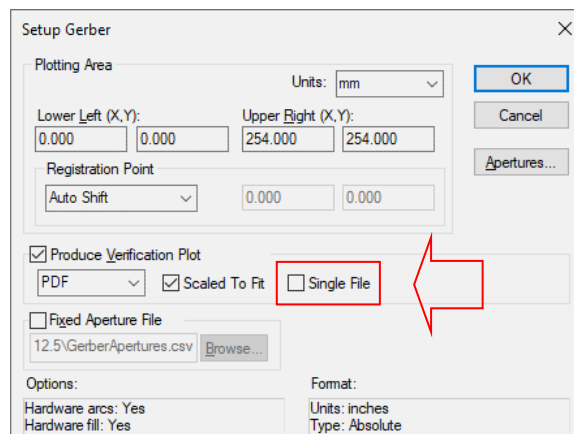 Setup Gerber
Plotting Area
Units: mm
OK
Lower Left (X,Y): Upper Right (X,Y):
Cancel
0.000 0.000 254.000 254.000
Registration Point
Apertures...
Auto Shift 0.000 0.000
Produce Verification Plot
PDF Scaled To Fit Single File
Fixed Aperture File
12.5\GerberApertures.csv Browse...
Options: Format:
Hardware arcs: Yes Units: inches
Hardware fill: Yes Type: Absolute